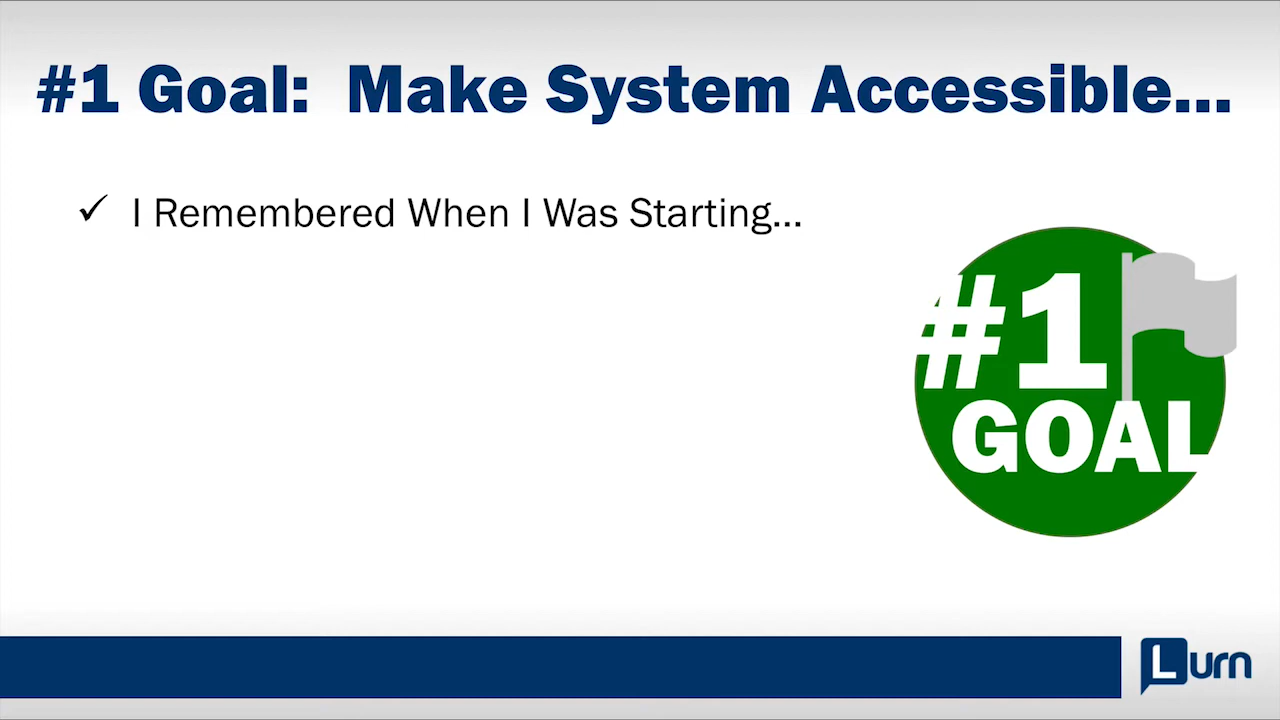 #1 Goal:  Make System Accessible...
✓ I Remembered When I Was Starting...
#1
GOAL
Lurn